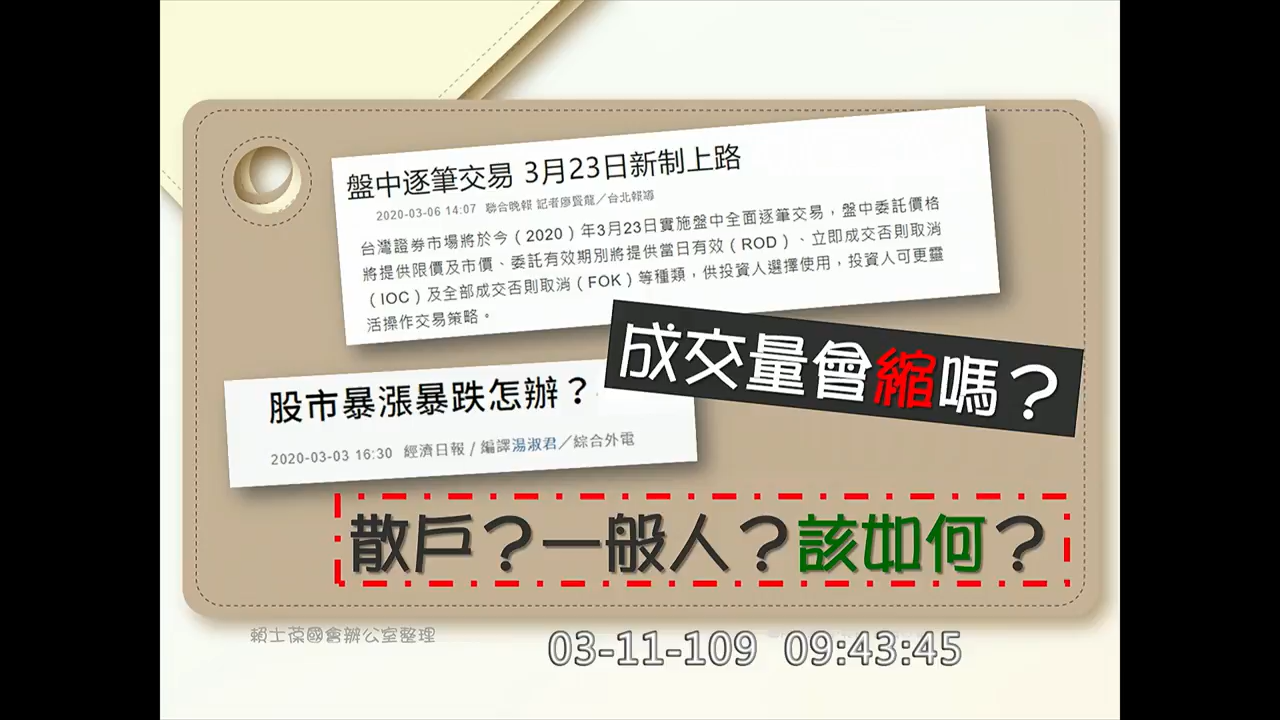 盤中逐筆交易 3月23日新制上路
2020-03-06 14:07 聯合晚報 記者廖賢龍／台北報導
台灣證券市場將於今（2020）年3月23日實施盤中全面逐筆交易，盤中委託價格
將提供限價及市價、委託有效期別將提供當日有效（ROD）、立即成交否則取消
（IOC）及全部成交否則取消（FOK）等種類，供投資人選擇使用，投資人可更靈
活操作交易策略。
成交量會縮嗎？
股市暴漲暴跌怎辦？
2020-03-03 16:30 經濟日報 / 編譯湯淑君／綜合外電
散戶？一般人？該如何？
賴士葆國會辦公室整理
03-11-109 09:43:45